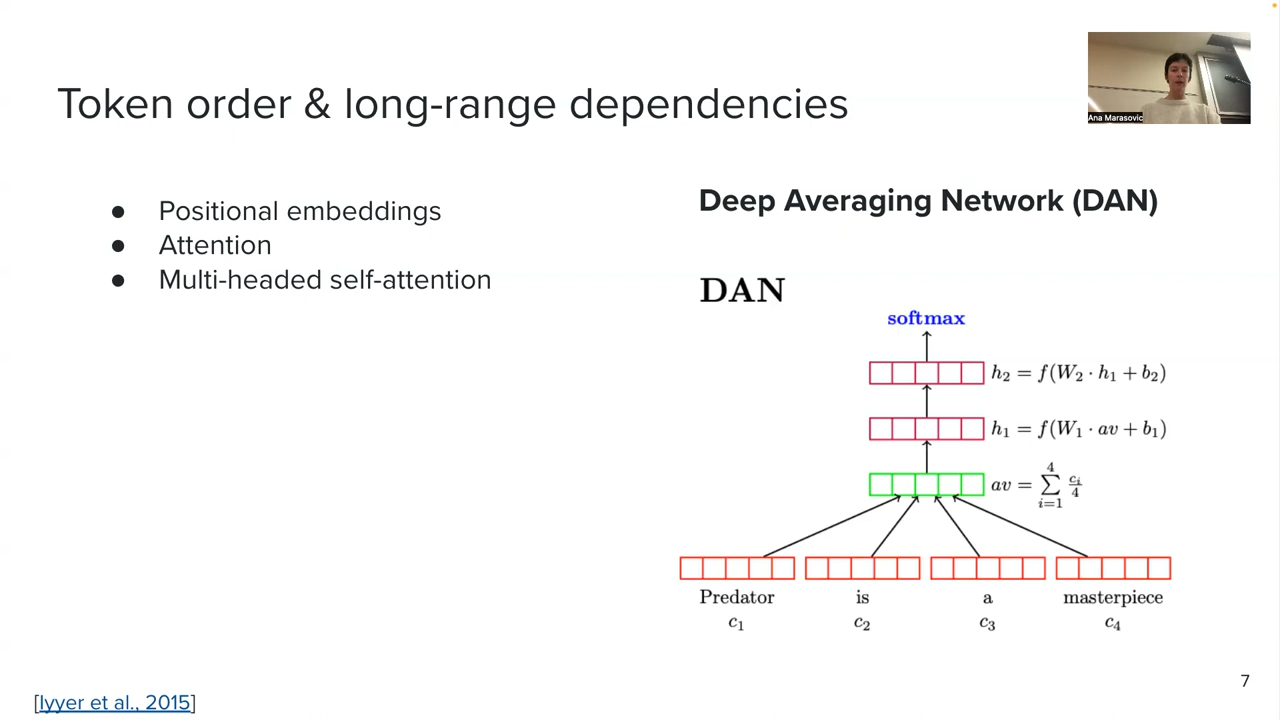 Ana Marasovic
Token order & long-range dependencies
● Positional embeddings
● Attention
● Multi-headed self-attention
Deep Averaging Network (DAN)
DAN
softmax
h₂ = f(W₂ · h₁ + b₂)
h₁ = f(W₁ · av + b₁)
av = ∑_{i=1}^{4} c_i/4
Predator is a masterpiece
c₁ c₂ c₃ c₄
7
[Iyyer et al., 2015]